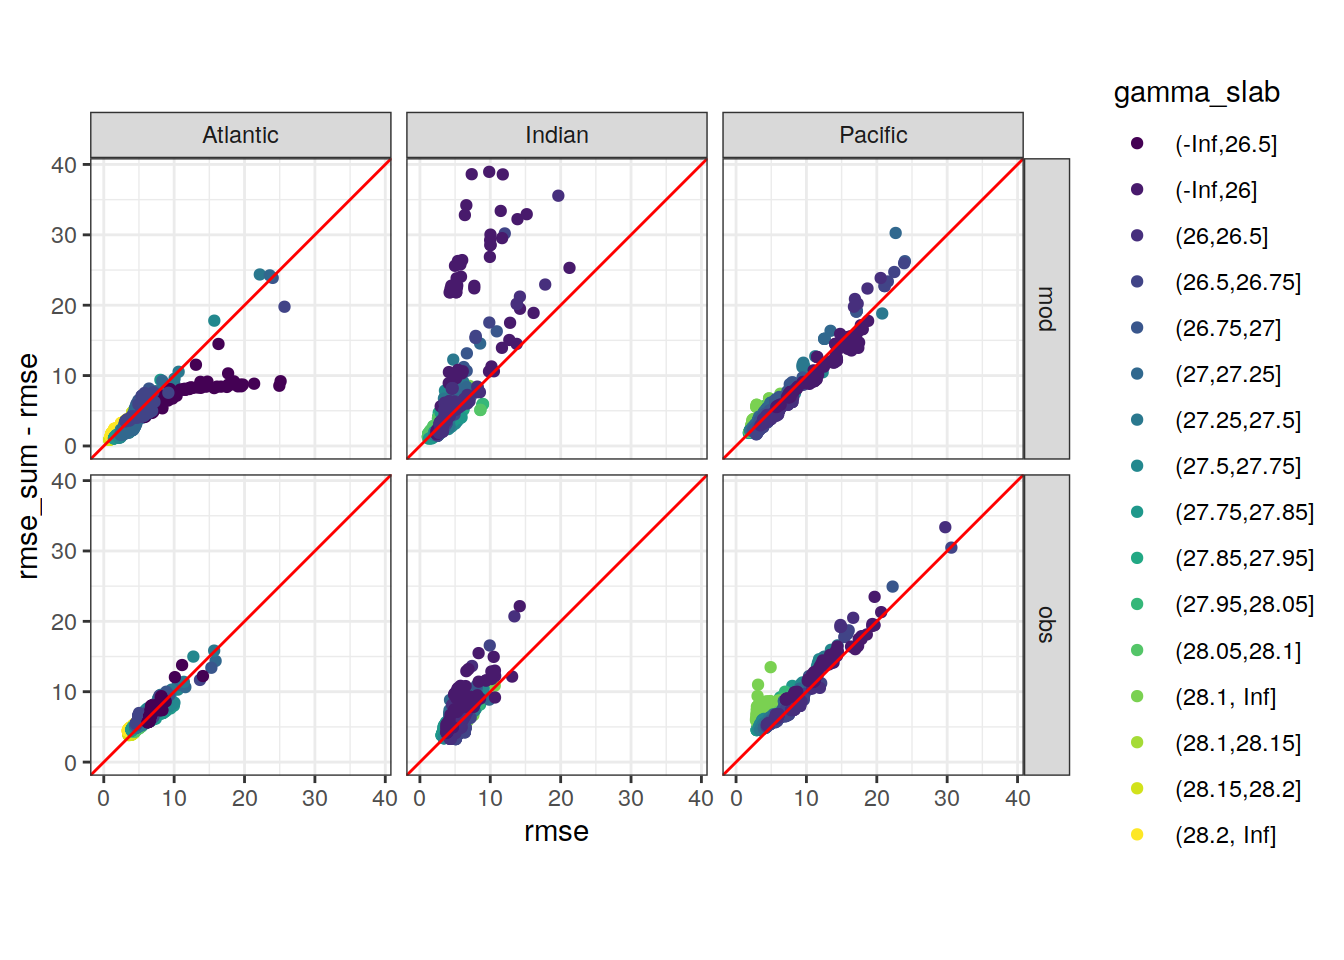 gamma_slab
Atlantic
Indian
Pacific
(-Inf,26.5]
(-Inf,26]
(26,26.5]
(26.5,26.75]
(26.75,27]
(27,27.25]
(27.25,27.5]
(27.5,27.75]
(27.75,27.85]
(27.85,27.95]
(27.95,28.05]
(28.05,28.1]
(28.1, Inf]
(28.1,28.15]
(28.15,28.2]
(28.2, Inf]
mod
obs
40
30
20
10
0
40
30
20
10
0
rmse_sum - rmse
0 10 20 30 40
0 10 20 30 40
0 10 20 30 40
rmse